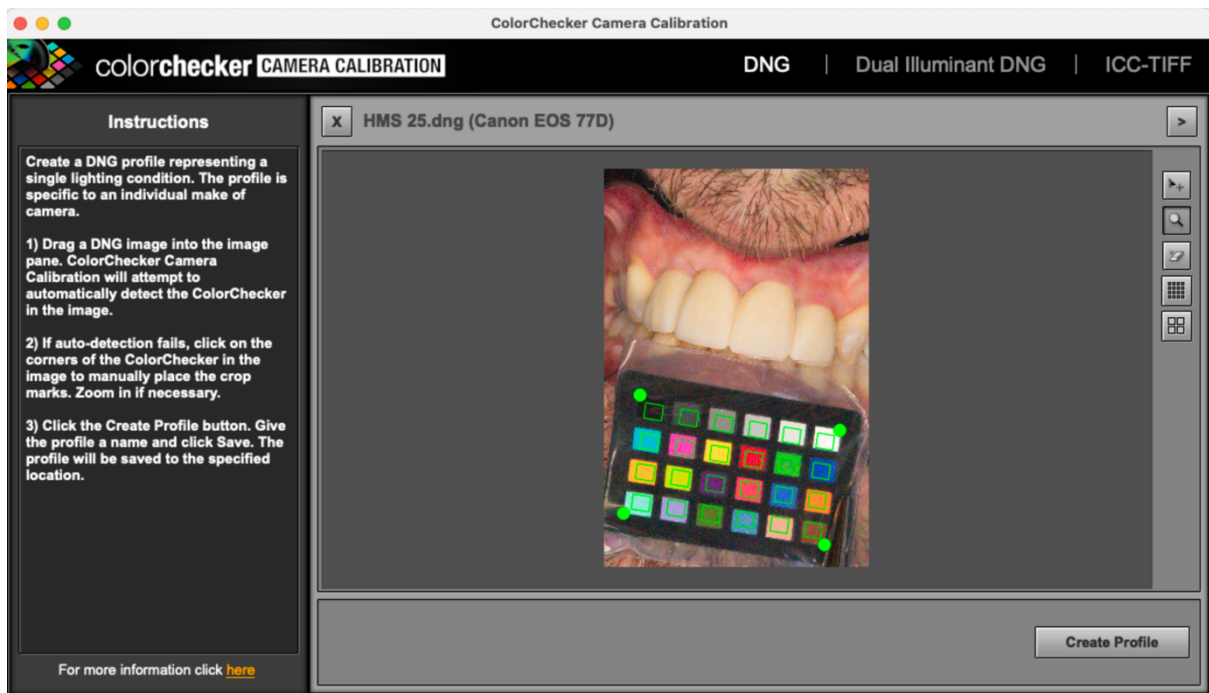 ColorChecker Camera Calibration
colorchecker CAMERA CALIBRATION
DNG | Dual Illuminant DNG | ICC-TIFF
Instructions
Create a DNG profile representing a
single lighting condition. The profile is
specific to an individual make of
camera.
1) Drag a DNG image into the image
pane. ColorChecker Camera
Calibration will attempt to
automatically detect the ColorChecker
in the image.
2) If auto-detection fails, click on the
corners of the ColorChecker in the
image to manually place the crop
marks. Zoom in if necessary.
3) Click the Create Profile button. Give
the profile a name and click Save. The
profile will be saved to the specified
location.
For more information click here
X HMS 25.dng (Canon EOS 77D) >
Create Profile